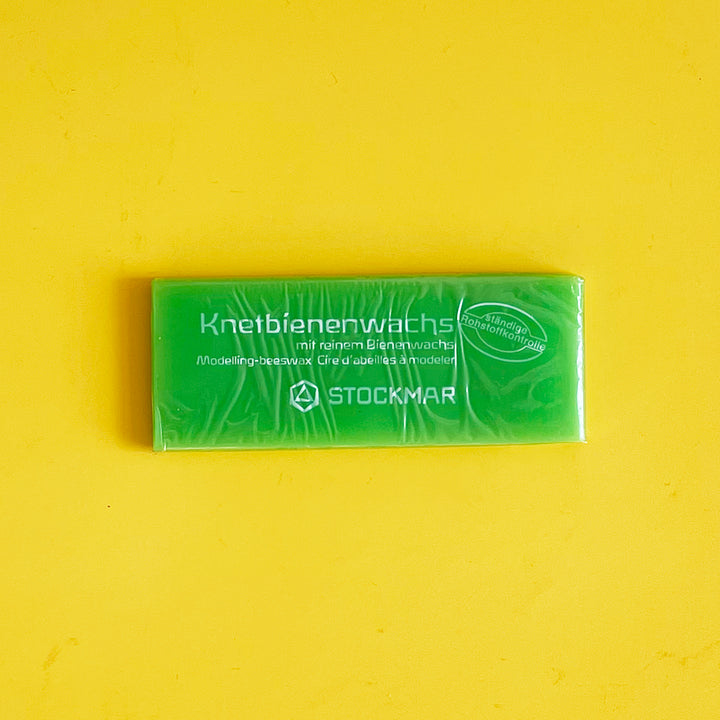 Knetbienenwachs
mit reinem Bienenwachs
Modelling-beeswax Cire d'abeilles à modeler
STOCKMAR
ständige
Rohstoffkontrolle